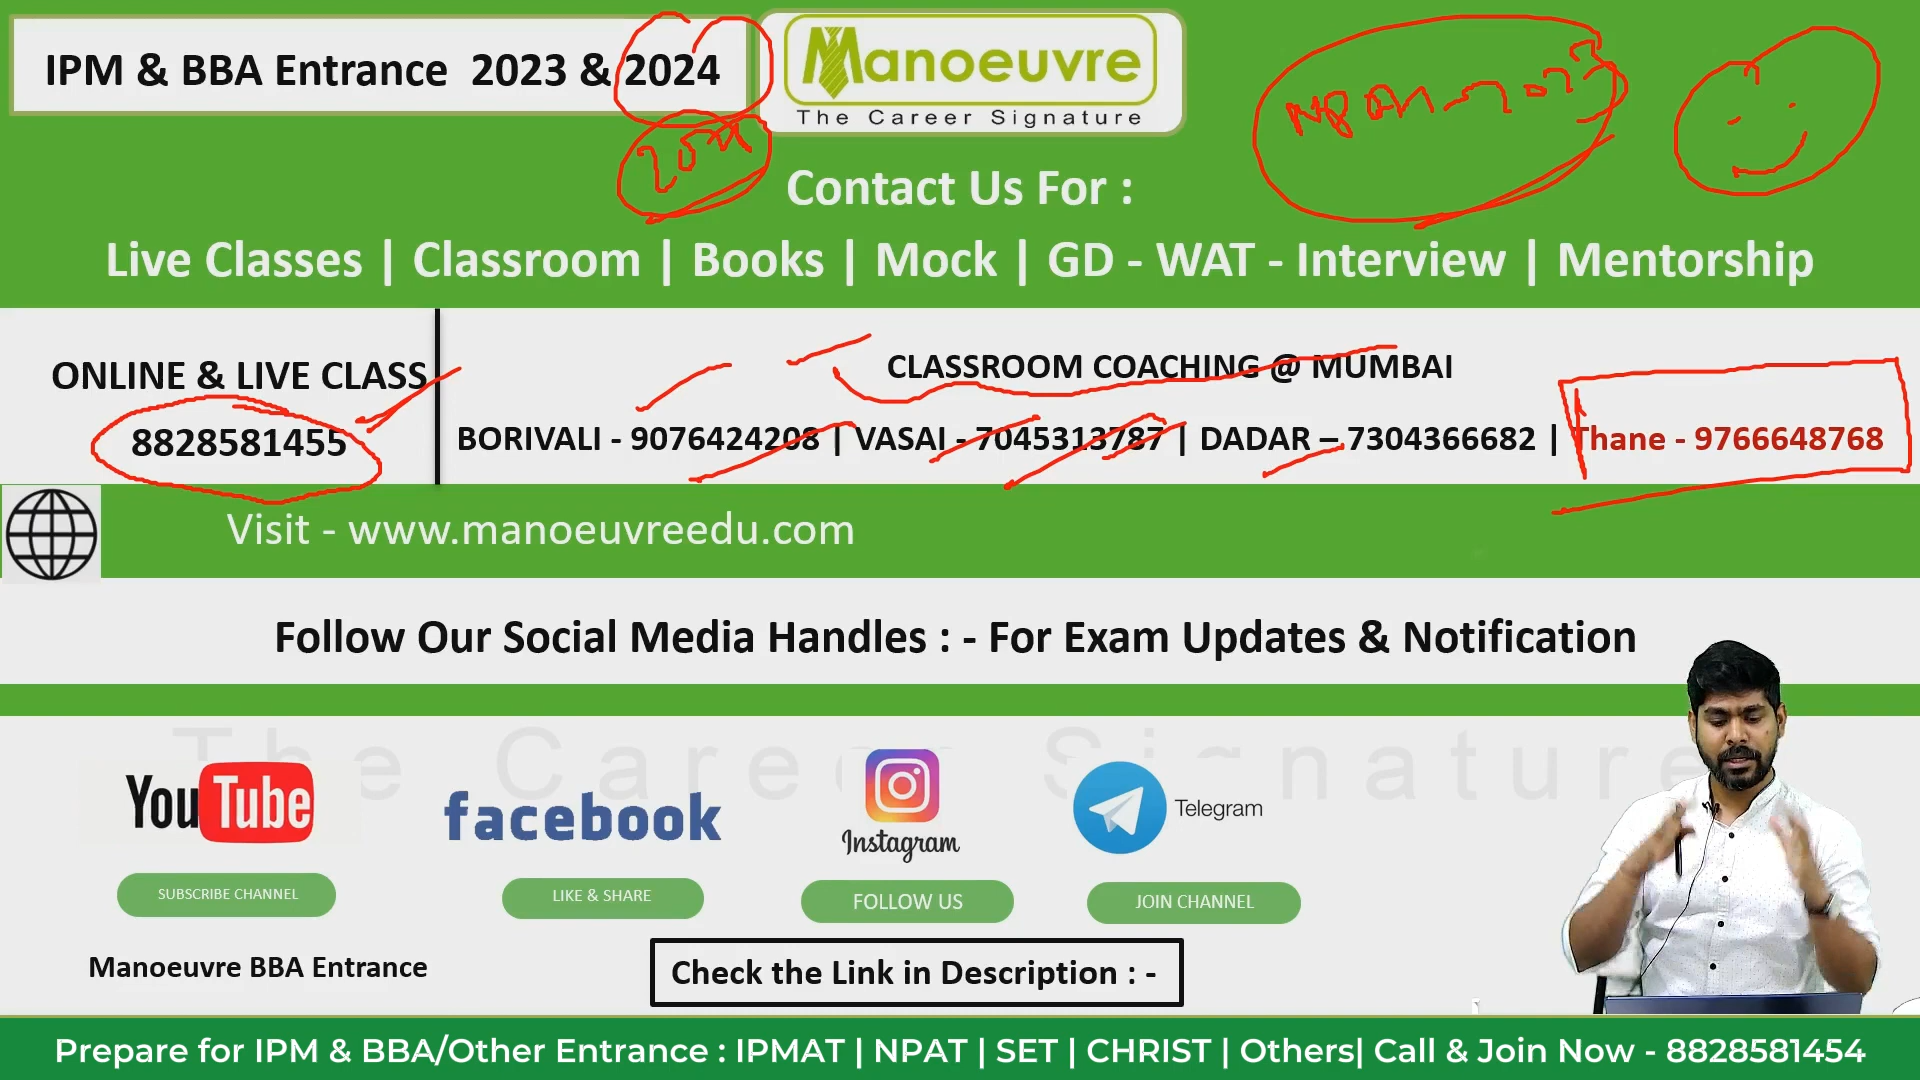 IPM & BBA Entrance 2023 & 2024
Manoeuvre
The Career Signature
Contact Us For :
Live Classes | Classroom | Books | Mock | GD - WAT - Interview | Mentorship
ONLINE & LIVE CLASS
8828581455
CLASSROOM COACHING @ MUMBAI
BORIVALI - 9076424208 | VASAI - 7045313787 | DADAR – 7304366682 | Thane - 9766648768
Visit - www.manoeuvreedu.com
Follow Our Social Media Handles : - For Exam Updates & Notification
The Career Signature
YouTube
facebook
Instagram
Telegram
SUBSCRIBE CHANNEL
LIKE & SHARE
FOLLOW US
JOIN CHANNEL
Manoeuvre BBA Entrance
Check the Link in Description : -
Prepare for IPM & BBA/Other Entrance : IPMAT | NPAT | SET | CHRIST | Others| Call & Join Now - 8828581454